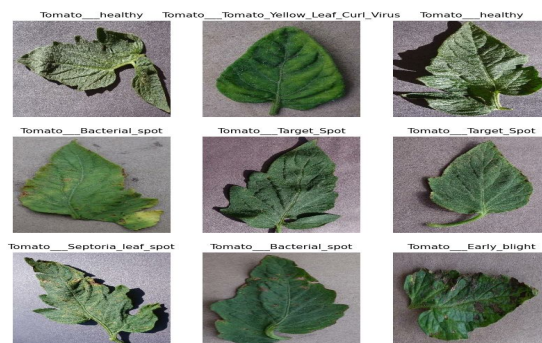 Tomato___healthy
Tomato___Tomato_Yellow_Leaf_Curl_Virus
Tomato___healthy
Tomato___Bacterial_spot
Tomato___Target_Spot
Tomato___Target_Spot
Tomato___Septoria_leaf_spot
Tomato___Bacterial_spot
Tomato___Early_blight